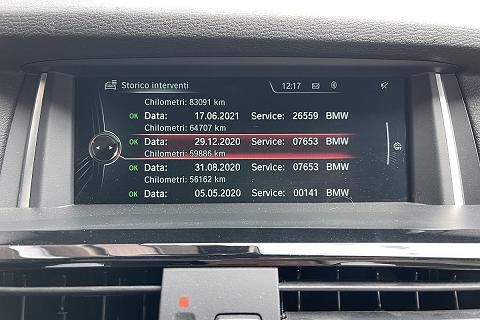 Storico interventi 12:17
Chilometri: 83091 km
OK Data: 17.06.2021 Service: 26559 BMW
Chilometri: 64707 km
OK Data: 29.12.2020 Service: 07653 BMW
Chilometri: 59886 km
OK Data: 31.08.2020 Service: 07653 BMW
Chilometri: 56162 km
OK Data: 05.05.2020 Service: 00141 BMW